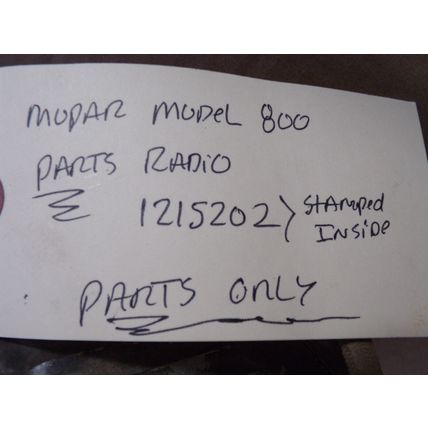 MOPAR MODEL 800
PARTS RADIO
1215202 } STAMPED
INSIDE
PARTS ONLY